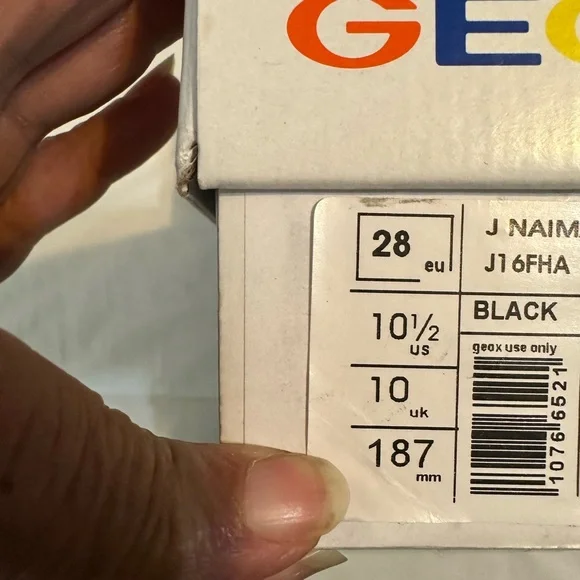 GEO
28 eu
J NAIM
J16FHA
10½ US
BLACK
geox use only
10 uk
187 mm
10766521